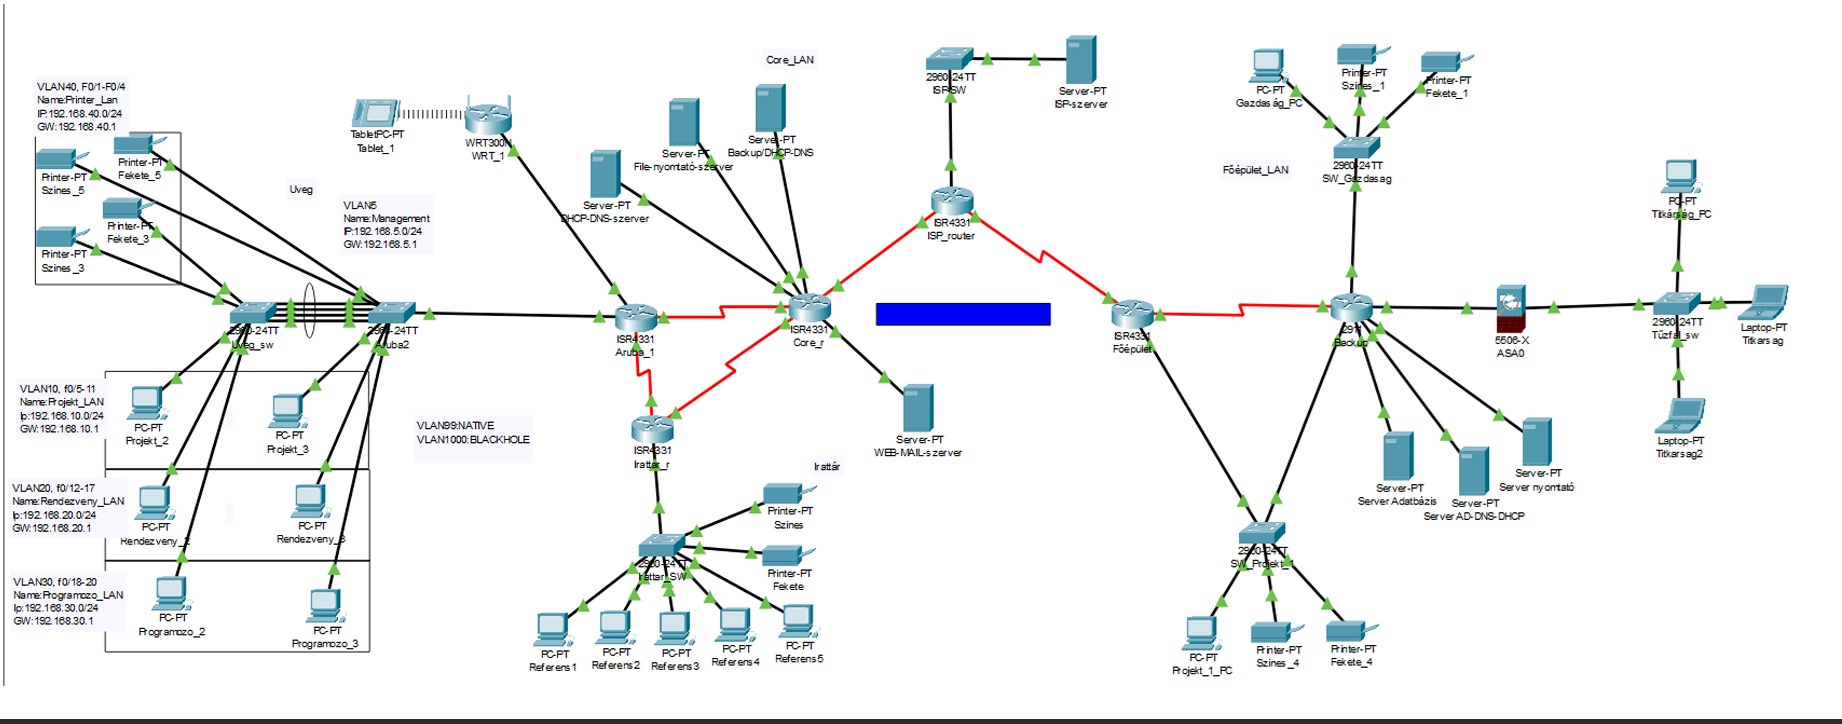 VLAN40, F0/1-F0/4
Name:Printer_Lan
IP:192.168.40.0/24
GW:192.168.40.1
Printer-PT
Szines_5
Printer-PT
Fekete_5
Printer-PT
Fekete_3
Printer-PT
Szines_3
Uveg
VLAN5
Name:Management
IP:192.168.5.0/24
GW:192.168.5.1
TabletPC-PT
Tablet_1
WRT300N
WRT_1
Core_LAN
Server-PT
DHCP-DNS-szerver
Server-PT
File-nyomtató-szerver
Server-PT
Backup/DHCP-DNS
2960-24TT
ISP-SW
Server-PT
ISP-szerver
ISR4331
ISP_router
2960-24TT
Uveg_sw
2960-24TT
Aruba2
ISR4331
Aruba_1
ISR4331
Core_r
ISR4331
Irattar_r
Server-PT
WEB-MAIL-szerver
VLAN10, f0/5-11
Name:Projekt_LAN
Ip:192.168.10.0/24
GW:192.168.10.1
PC-PT
Projekt_2
PC-PT
Projekt_3
VLAN99:NATIVE
VLAN1000:BLACKHOLE
VLAN20, f0/12-17
Name:Rendezveny_LAN
Ip:192.168.20.0/24
GW:192.168.20.1
PC-PT
Rendezveny_2
PC-PT
Rendezveny_3
VLAN30, f0/18-20
Name:Programozo_LAN
Ip:192.168.30.0/24
GW:192.168.30.1
PC-PT
Programozo_2
PC-PT
Programozo_3
Irattár
Printer-PT
Szines
2960-24TT
Irattar_SW
Printer-PT
Fekete
PC-PT
Referens1
PC-PT
Referens2
PC-PT
Referens3
PC-PT
Referens4
PC-PT
Referens5
Főépület_LAN
PC-PT
Gazdaság_PC
Printer-PT
Szines_1
Printer-PT
Fekete_1
2960-24TT
SW_Gazdasag
PC-PT
Titkárság_PC
ISR4331
Főépület
2911
Backup
5506-X
ASA0
2960-24TT
Tűzfal_sw
Laptop-PT
Titkarsag
Laptop-PT
Titkarsag2
Server-PT
Server Adatbázis
Server-PT
Server AD-DNS-DHCP
Server-PT
Server nyomtató
2960-24TT
SW_Projekt_1
PC-PT
Projekt_1_PC
Printer-PT
Szines_4
Printer-PT
Fekete_4